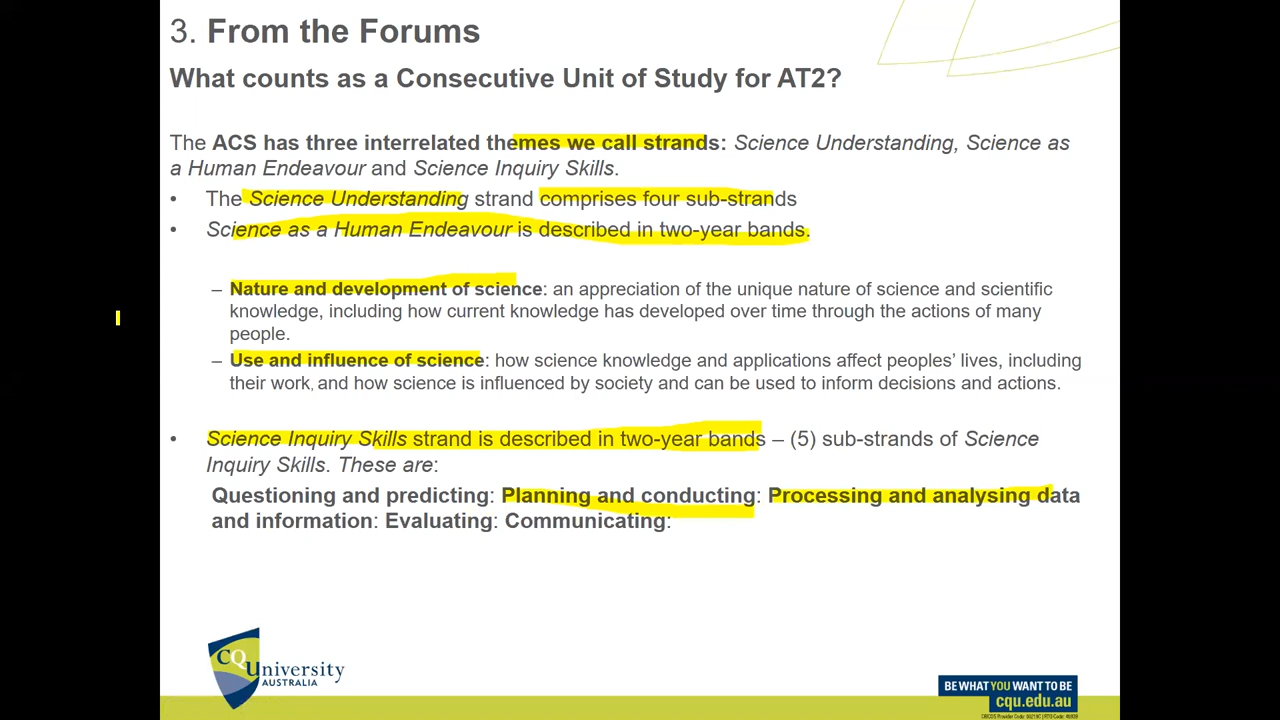 3. From the Forums
What counts as a Consecutive Unit of Study for AT2?
The ACS has three interrelated themes we call strands: Science Understanding, Science as
a Human Endeavour and Science Inquiry Skills.
• The Science Understanding strand comprises four sub-strands
• Science as a Human Endeavour is described in two-year bands.
– Nature and development of science: an appreciation of the unique nature of science and scientific
knowledge, including how current knowledge has developed over time through the actions of many
people.
– Use and influence of science: how science knowledge and applications affect peoples’ lives, including
their work, and how science is influenced by society and can be used to inform decisions and actions.
• Science Inquiry Skills strand is described in two-year bands – (5) sub-strands of Science
Inquiry Skills. These are:
Questioning and predicting: Planning and conducting: Processing and analysing data
and information: Evaluating: Communicating:
CQUniversity
AUSTRALIA
BE WHAT YOU WANT TO BE
cqu.edu.au